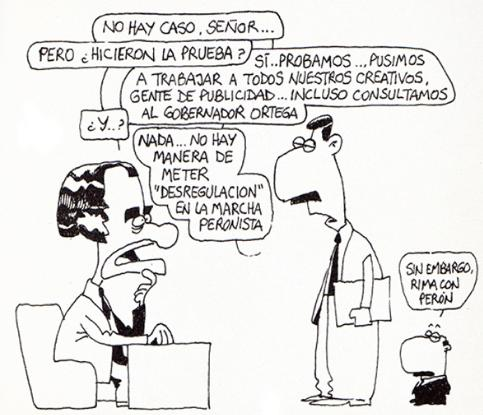 NO HAY CASO, SEÑOR...
PERO ¿HICIERON LA PRUEBA?
SÍ..PROBAMOS..., PUSIMOS
A TRABAJAR A TODOS NUESTROS CREATIVOS,
GENTE DE PUBLICIDAD... INCLUSO CONSULTAMOS
AL GOBERNADOR ORTEGA
¿Y..?
NADA... NO HAY
MANERA DE
METER
"DESREGULACION"
EN LA MARCHA
PERONISTA
SIN EMBARGO,
RIMA CON
PERÓN